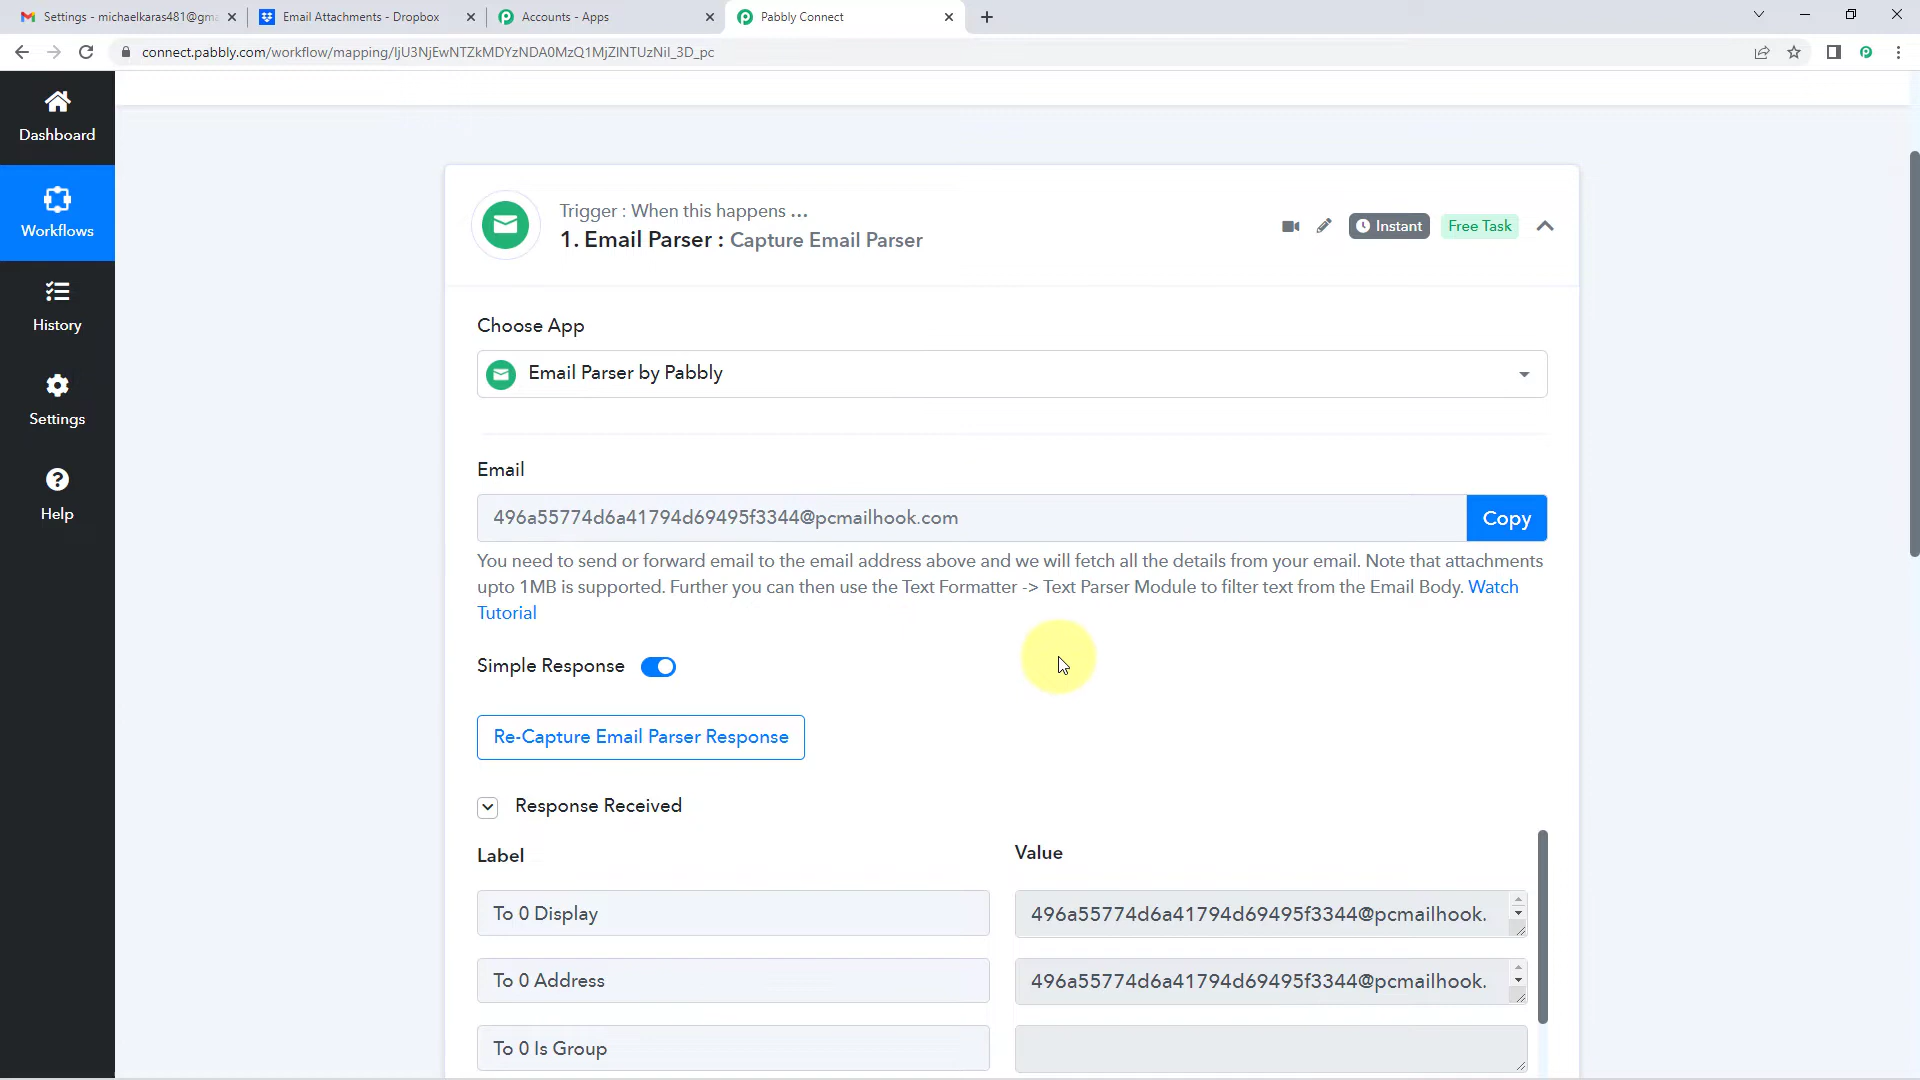 Settings - michaelkaras481@gma
Email Attachments - Dropbox
Accounts - Apps
Pabbly Connect
connect.pabbly.com/workflow/mapping/IjU3NjEwNTZkMDYzNDA0MzQ1MjZlNTUzNiI_3D_pc
Dashboard
Workflows
History
Settings
Help
Trigger : When this happens ...
1. Email Parser : Capture Email Parser
Instant
Free Task
Choose App
Email Parser by Pabbly
Email
496a55774d6a41794d69495f3344@pcmailhook.com
Copy
You need to send or forward email to the email address above and we will fetch all the details from your email. Note that attachments
upto 1MB is supported. Further you can then use the Text Formatter -> Text Parser Module to filter text from the Email Body. Watch
Tutorial
Simple Response
Re-Capture Email Parser Response
Response Received
Label
Value
To 0 Display
496a55774d6a41794d69495f3344@pcmailhook.
To 0 Address
496a55774d6a41794d69495f3344@pcmailhook.
To 0 Is Group